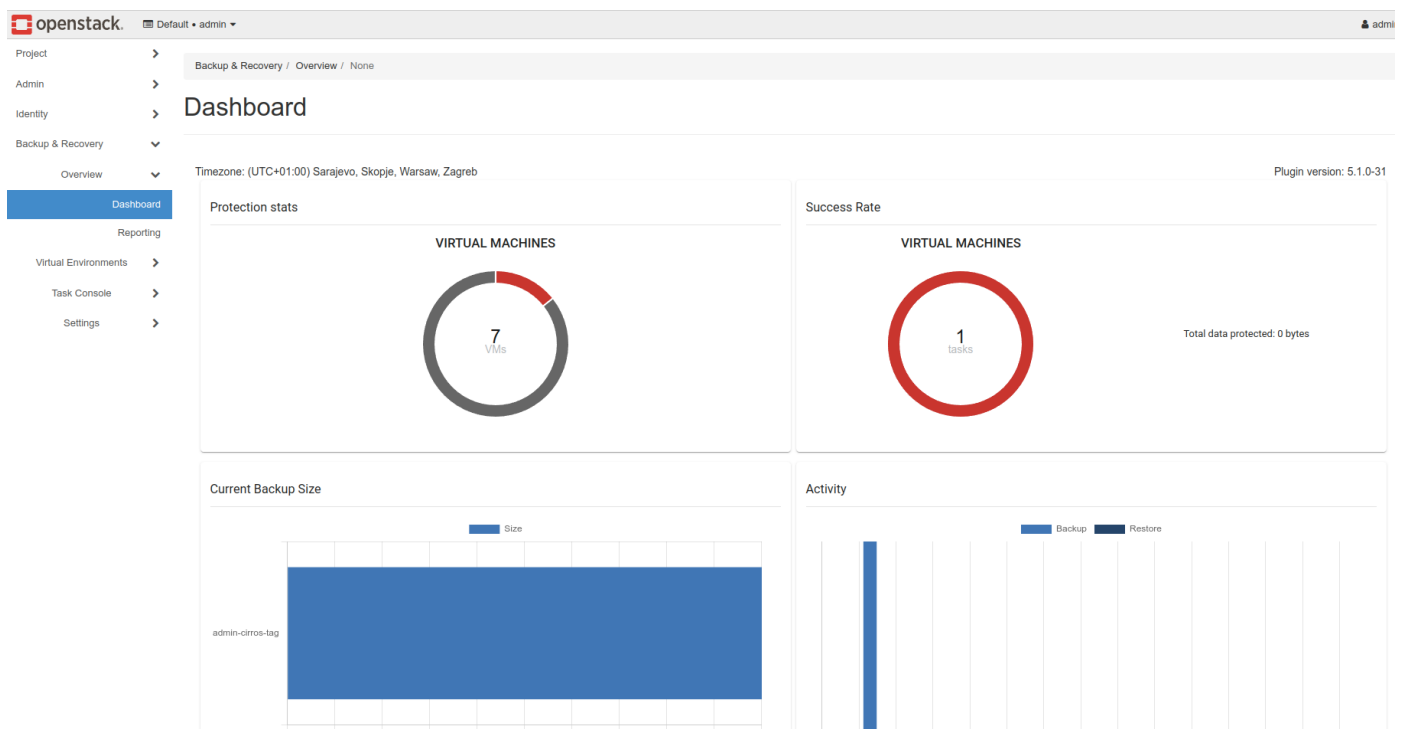 openstack. Default • admin
admi
Project
Admin
Identity
Backup & Recovery
Overview
Dashboard
Reporting
Virtual Environments
Task Console
Settings
Backup & Recovery / Overview / None
Dashboard
Timezone: (UTC+01:00) Sarajevo, Skopje, Warsaw, Zagreb
Plugin version: 5.1.0-31
Protection stats
VIRTUAL MACHINES
7
VMs
Success Rate
VIRTUAL MACHINES
1
tasks
Total data protected: 0 bytes
Current Backup Size
Size
admin-cirros-tag
Activity
Backup Restore